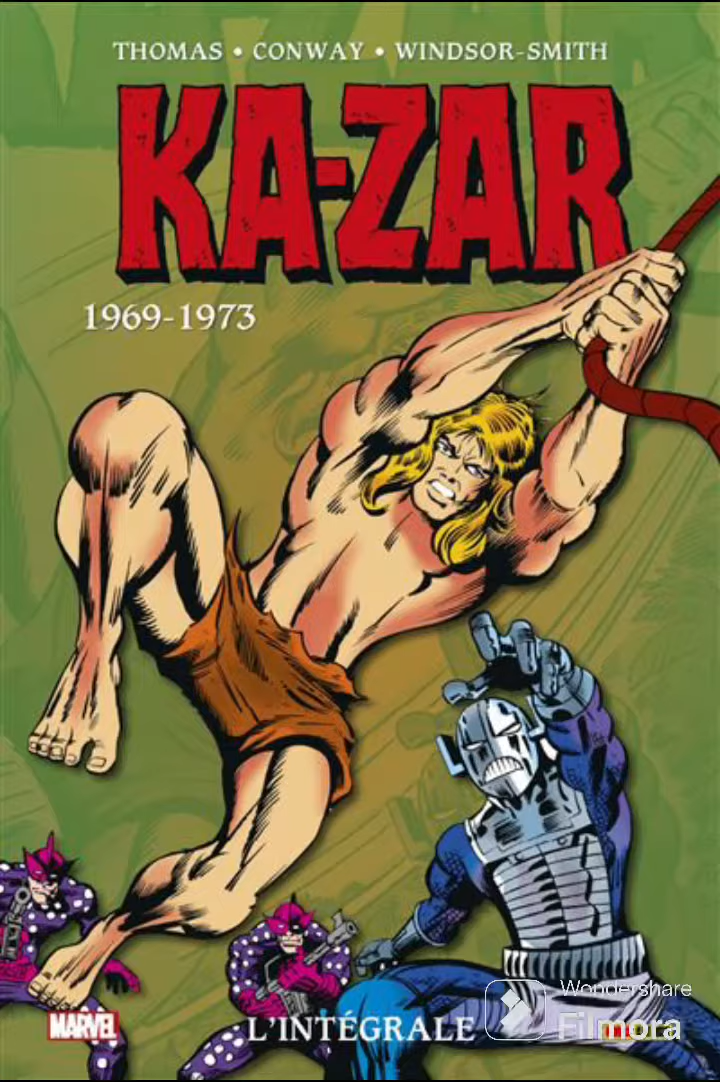 THOMAS • CONWAY • WINDSOR-SMITH
KA-ZAR
1969-1973
MARVEL
L'INTÉGRALE
Wondershare
Filmora